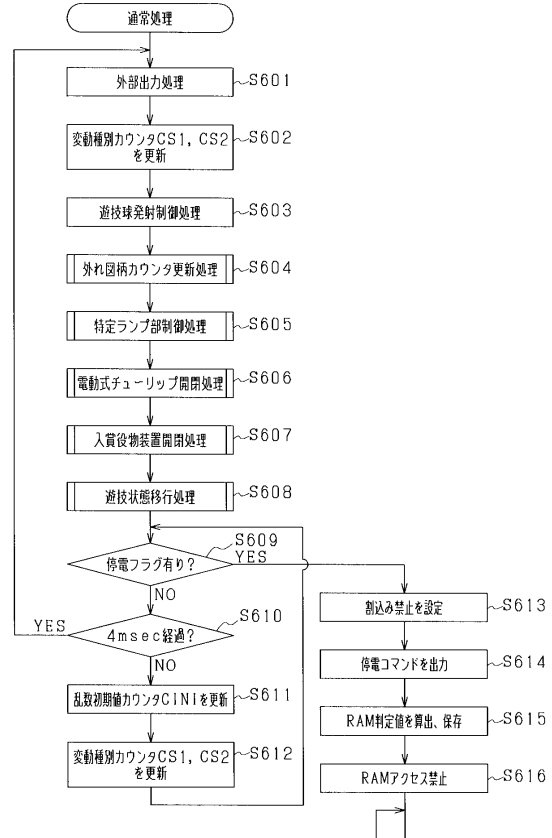 通常処理
外部出力処理
S601
変動種別カウンタCS1, CS2
を更新
S602
遊技球発射制御処理
S603
外れ図柄カウンタ更新処理
S604
特定ランプ部制御処理
S605
電動式チューリップ開閉処理
S606
入賞役物装置開閉処理
S607
遊技状態移行処理
S608
停電フラグ有り?
S609
YES
NO
4msec経過?
S610
YES
NO
乱数初期値カウンタCINIを更新
S611
変動種別カウンタCS1, CS2
を更新
S612
割込み禁止を設定
S613
停電コマンドを出力
S614
RAM判定値を算出、保存
S615
RAMアクセス禁止
S616